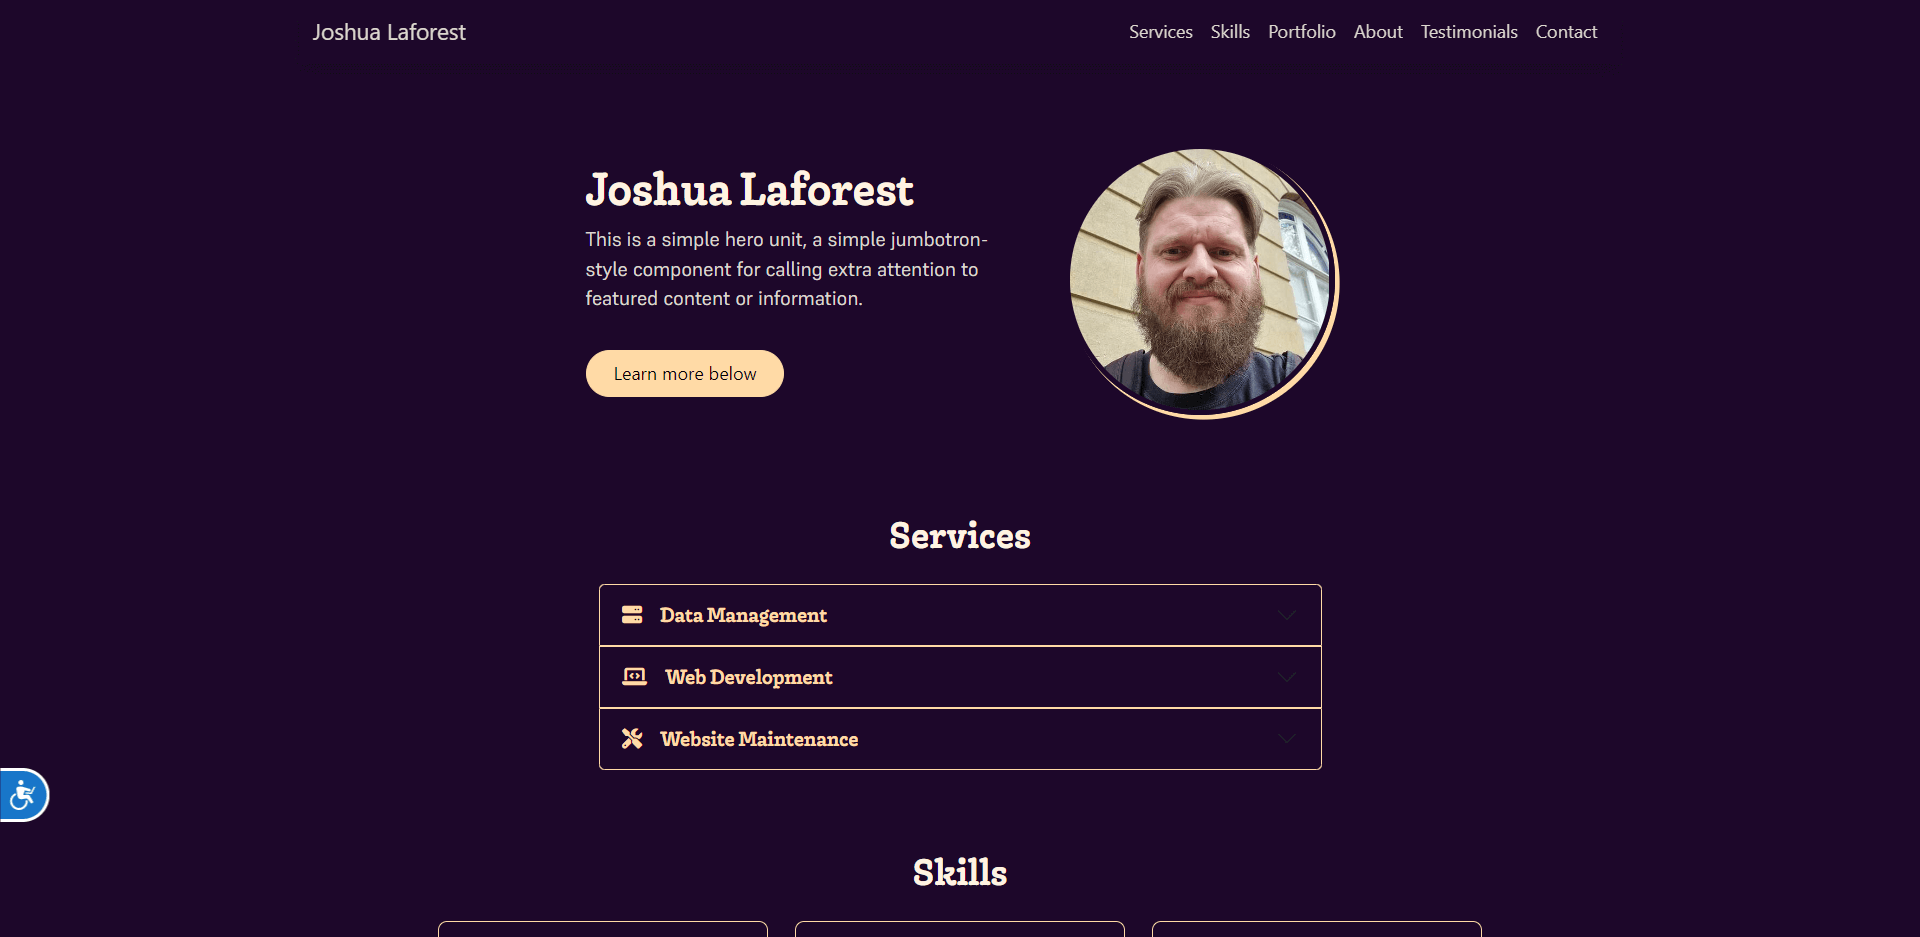 Joshua Laforest
Services Skills Portfolio About Testimonials Contact
Joshua Laforest
This is a simple hero unit, a simple jumbotron-
style component for calling extra attention to
featured content or information.
Learn more below
Services
Data Management
Web Development
Website Maintenance
Skills